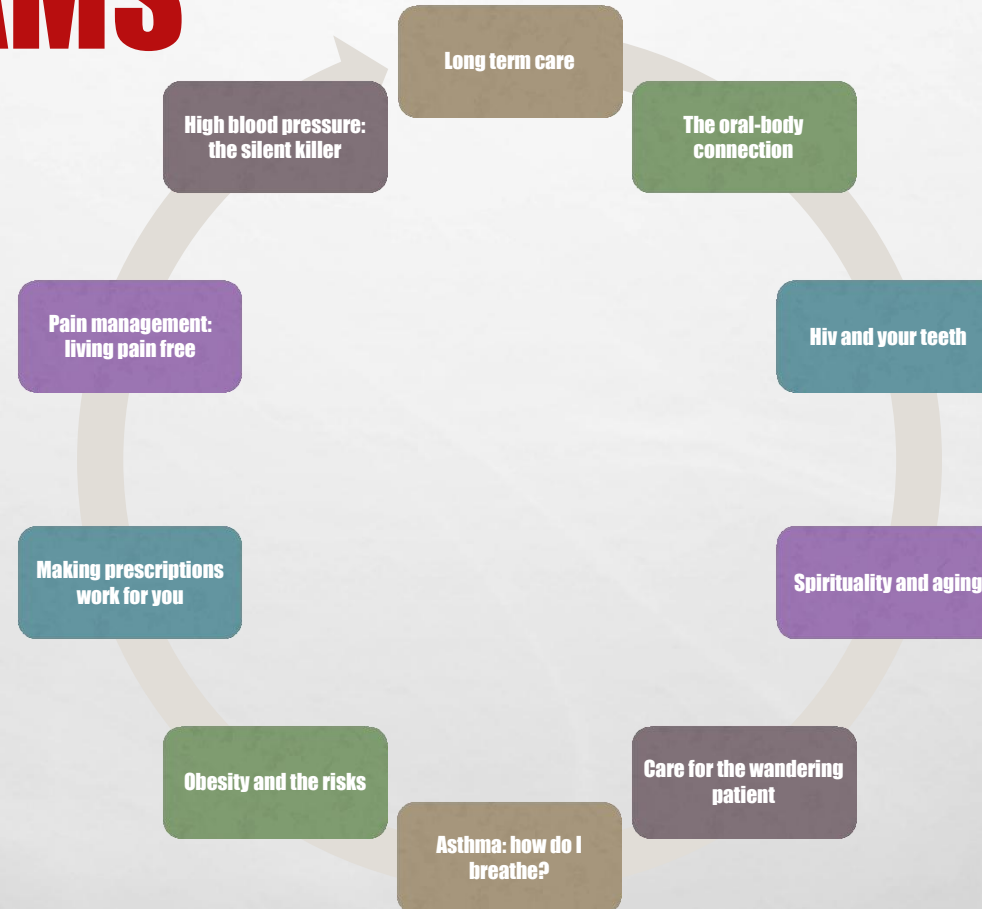 AMS
Long term care
The oral-body
connection
Hiv and your teeth
Spirituality and aging
Care for the wandering
patient
Asthma: how do I
breathe?
Obesity and the risks
Making prescriptions
work for you
Pain management:
living pain free
High blood pressure:
the silent killer